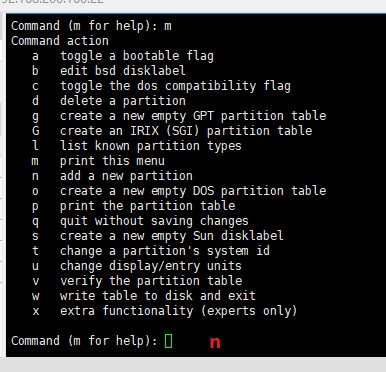 Command (m for help): m
Command action
a   toggle a bootable flag
b   edit bsd disklabel
c   toggle the dos compatibility flag
d   delete a partition
g   create a new empty GPT partition table
G   create an IRIX (SGI) partition table
l   list known partition types
m   print this menu
n   add a new partition
o   create a new empty DOS partition table
p   print the partition table
q   quit without saving changes
s   create a new empty Sun disklabel
t   change a partition's system id
u   change display/entry units
v   verify the partition table
w   write table to disk and exit
x   extra functionality (experts only)
Command (m for help): n